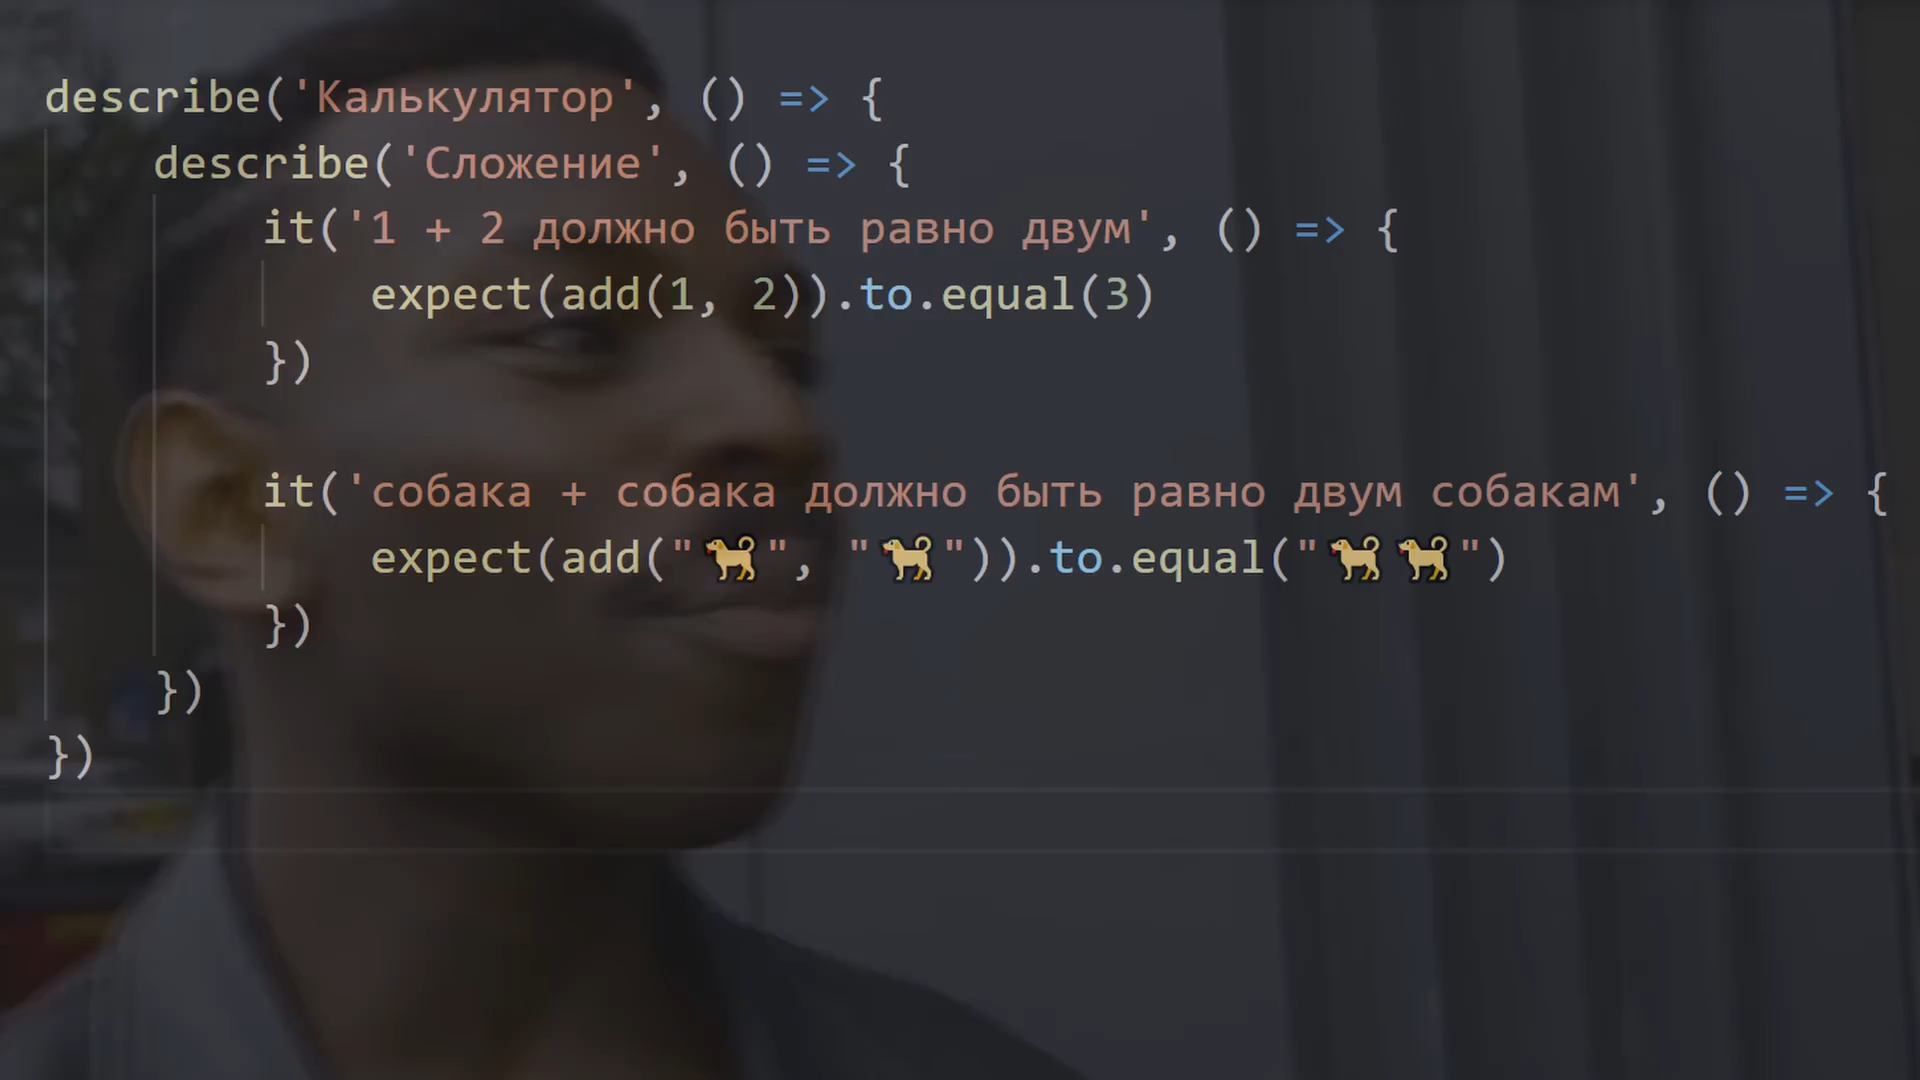 describe('Калькулятор', () => {
describe('Сложение', () => {
it('1 + 2 должно быть равно двум', () => {
expect(add(1, 2)).to.equal(3)
})
it('собака + собака должно быть равно двум собакам', () => {
expect(add("🐕", "🐕")).to.equal("🐕🐕")
})
})
})